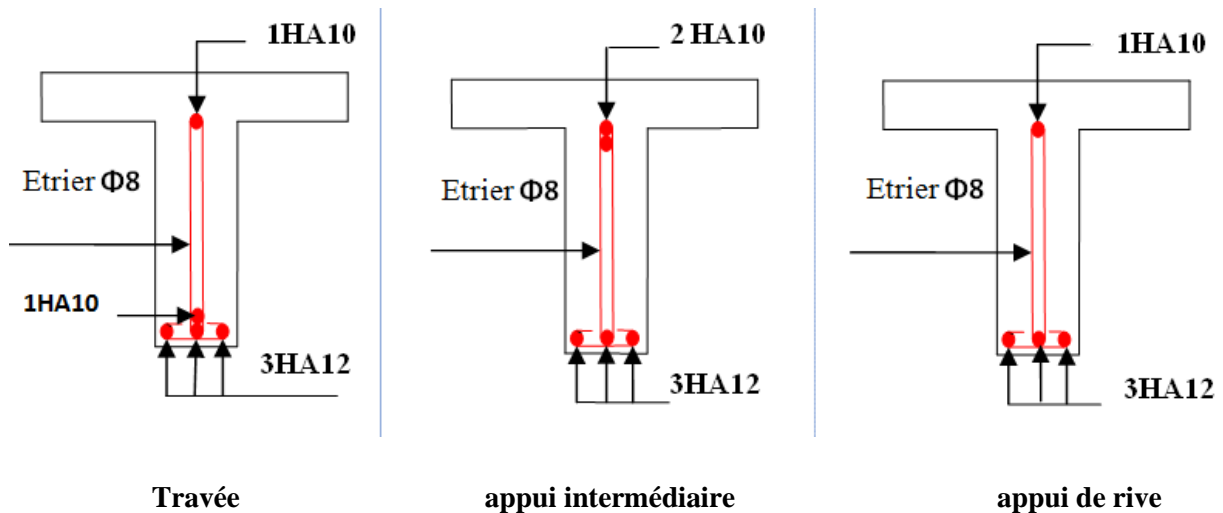 1HA10
Etrier Φ8
1HA10
3HA12
Travée
2 HA10
Etrier Φ8
3HA12
appui intermédiaire
1HA10
Etrier Φ8
3HA12
appui de rive